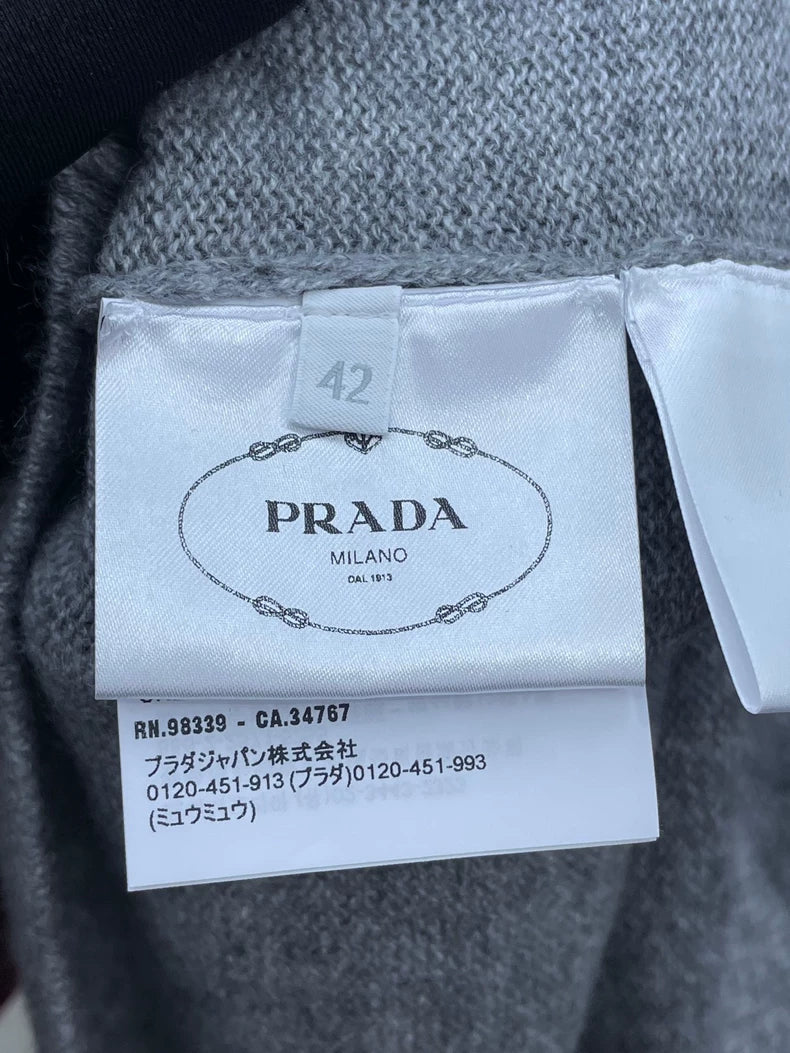 42
PRADA
MILANO
DAL 1913
RN.98339 - CA.34767
プラダジャパン株式会社
0120-451-913 (プラダ)0120-451-993
(ミュウミュウ)